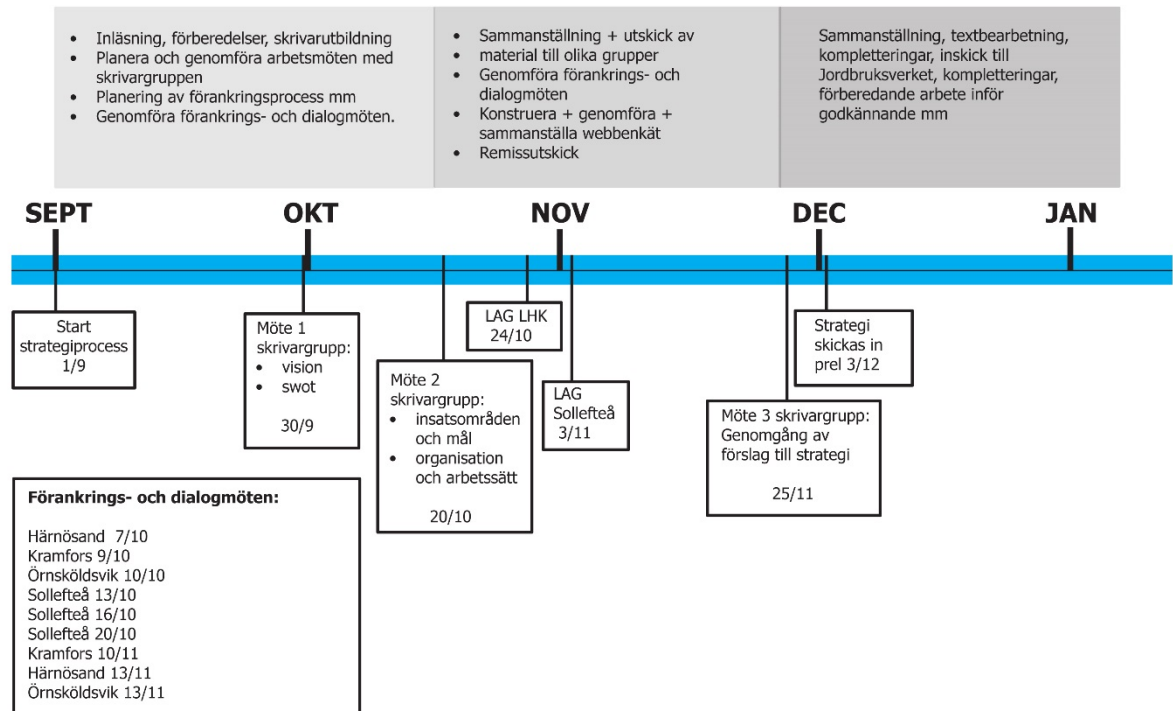 • Inläsning, förberedelser, skrivarutbildning
• Planera och genomföra arbetsmöten med
skrivargruppen
• Planering av förankringsprocess mm
• Genomföra förankrings- och dialogmöten.
• Sammanställning + utskick av
• material till olika grupper
• Genomföra förankrings- och
dialogmöten
• Konstruera + genomföra +
• sammanställa webbenkät
• Remissutskick
Sammanställning, textbearbetning,
kompletteringar, inskick till
Jordbruksverket, kompletteringar,
förberedande arbete inför
godkännande mm
SEPT
OKT
NOV
DEC
JAN
Start
strategiprocess
1/9
Möte 1
skrivargrupp:
• vision
• swot
30/9
Möte 2
skrivargrupp:
• insatsområden
och mål
• organisation
och arbetssätt
20/10
LAG LHK
24/10
LAG
Sollefteå
3/11
Möte 3 skrivargrupp:
Genomgång av
förslag till strategi
25/11
Strategi
skickas in
prel 3/12
Förankrings- och dialogmöten:
Härnösand 7/10
Kramfors 9/10
Örnsköldsvik 10/10
Sollefteå 13/10
Sollefteå 16/10
Sollefteå 20/10
Kramfors 10/11
Härnösand 13/11
Örnsköldsvik 13/11